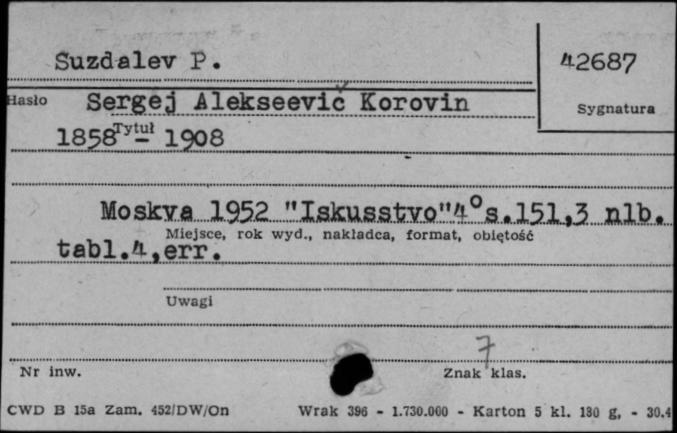 Suzdalev P.
42687
Hasło Sergej Alekseevič Korovin
Sygnatura
Tytuł
1858 - 1908
Moskva 1952 "Iskusstvo" 4° s.151,3 nlb.
Miejsce, rok wyd., nakładca, format, objętość
tabl.4,err.
Uwagi
7
Nr inw.
Znak klas.
CWD B 15a Zam. 452/DW/On Wrak 396 - 1.730.000 - Karton 5 kl. 180 g, - 30.4